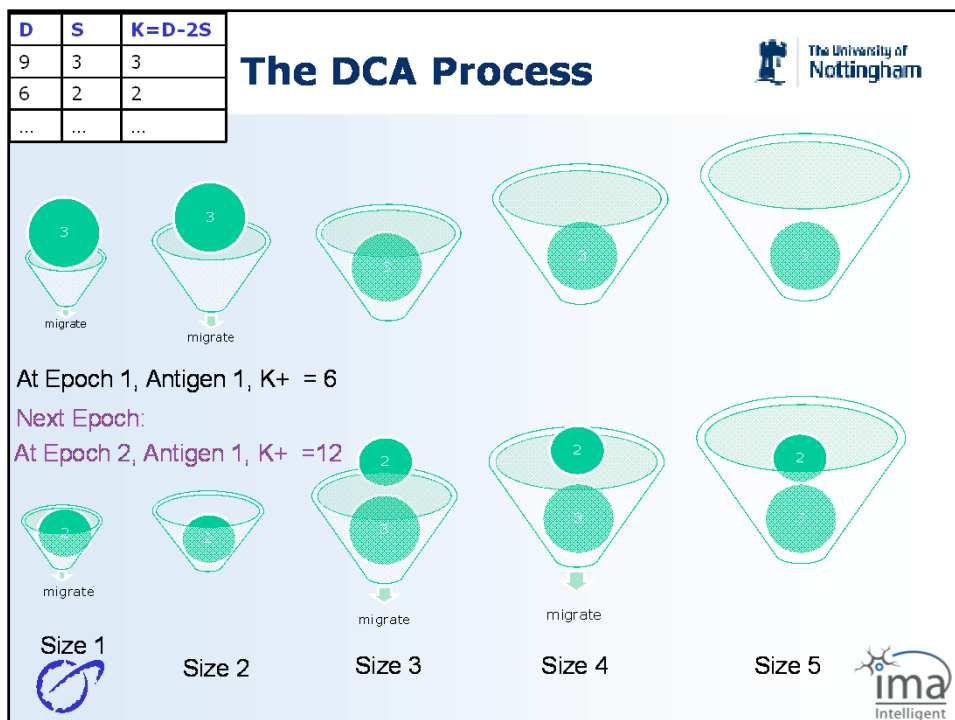 D S K=D-2S
9 3 3
6 2 2
... ... ...
The DCA Process
The University of
Nottingham
3 3 3 3 3
migrate
migrate
At Epoch 1, Antigen 1, K+ = 6
Next Epoch:
At Epoch 2, Antigen 1, K+ =12
2 2 2
2 2 3 3 3
migrate
migrate
migrate
Size 1 Size 2 Size 3 Size 4 Size 5
ima
Intelligent